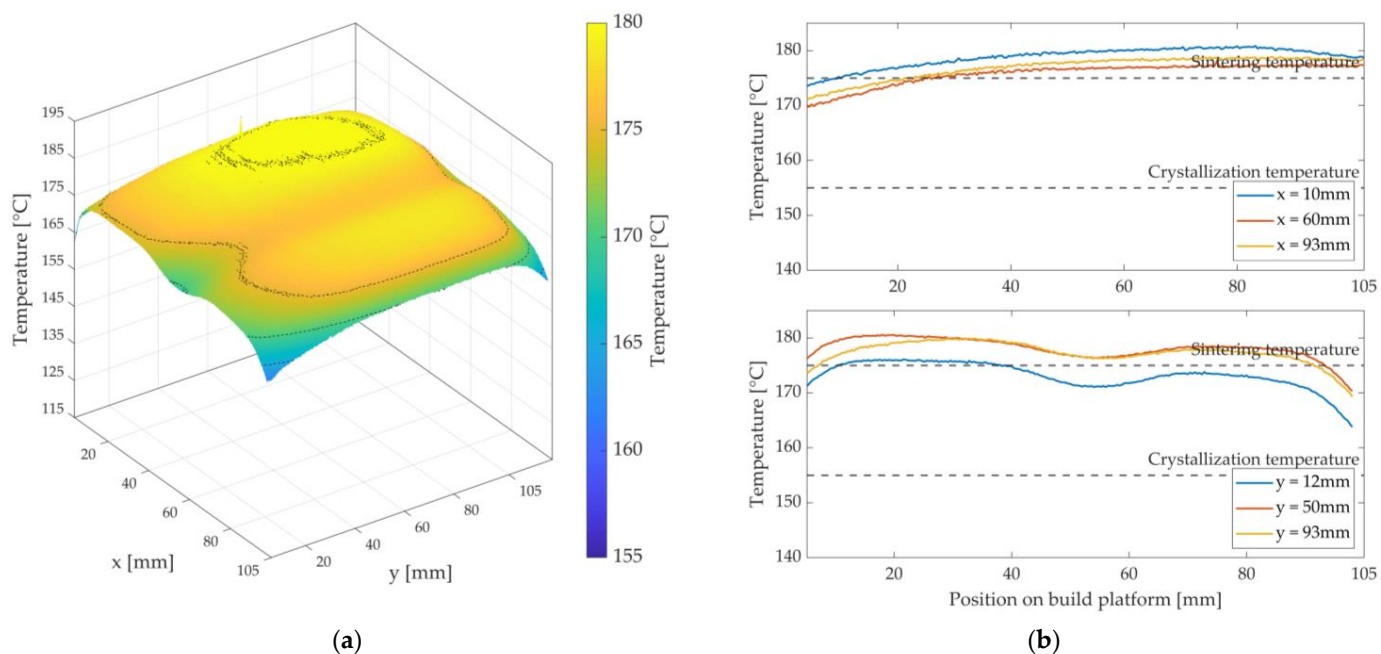 195
185
175
165
155
145
135
125
115
Temperature [°C]
20
40
60
80
105
x [mm]
20
40
60
80
105
y [mm]
180
175
170
165
160
155
Temperature [°C]
(a)
180
170
160
150
140
Temperature [°C]
Sintering temperature
Crystallization temperature
x = 10mm
x = 60mm
x = 93mm
20
40
60
80
105
180
170
160
150
140
Temperature [°C]
Sintering temperature
Crystallization temperature
y = 12mm
y = 50mm
y = 93mm
20
40
60
80
105
Position on build platform [mm]
(b)